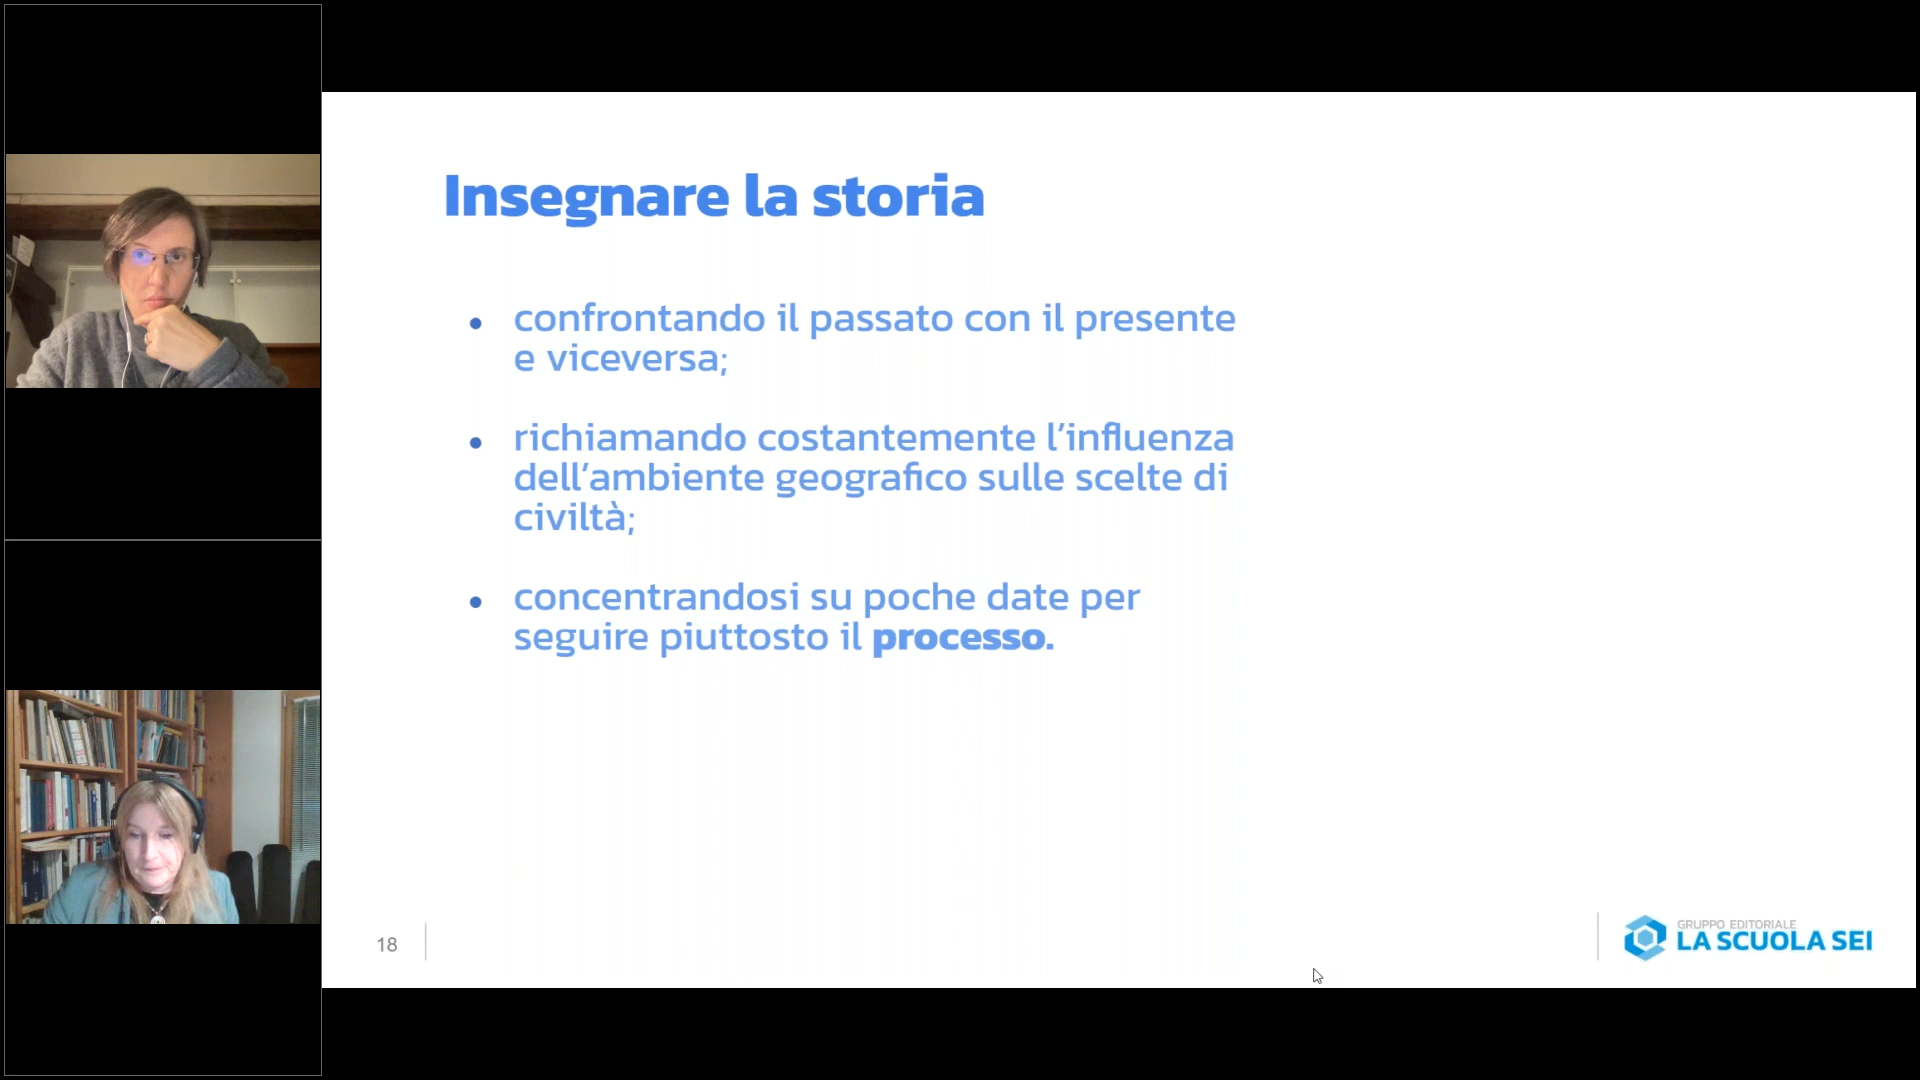 Insegnare la storia
• confrontando il passato con il presente
e viceversa;
• richiamando costantemente l’influenza
dell’ambiente geografico sulle scelte di
civiltà;
• concentrandosi su poche date per
seguire piuttosto il processo.
18
GRUPPO EDITORIALE
LA SCUOLA SEI